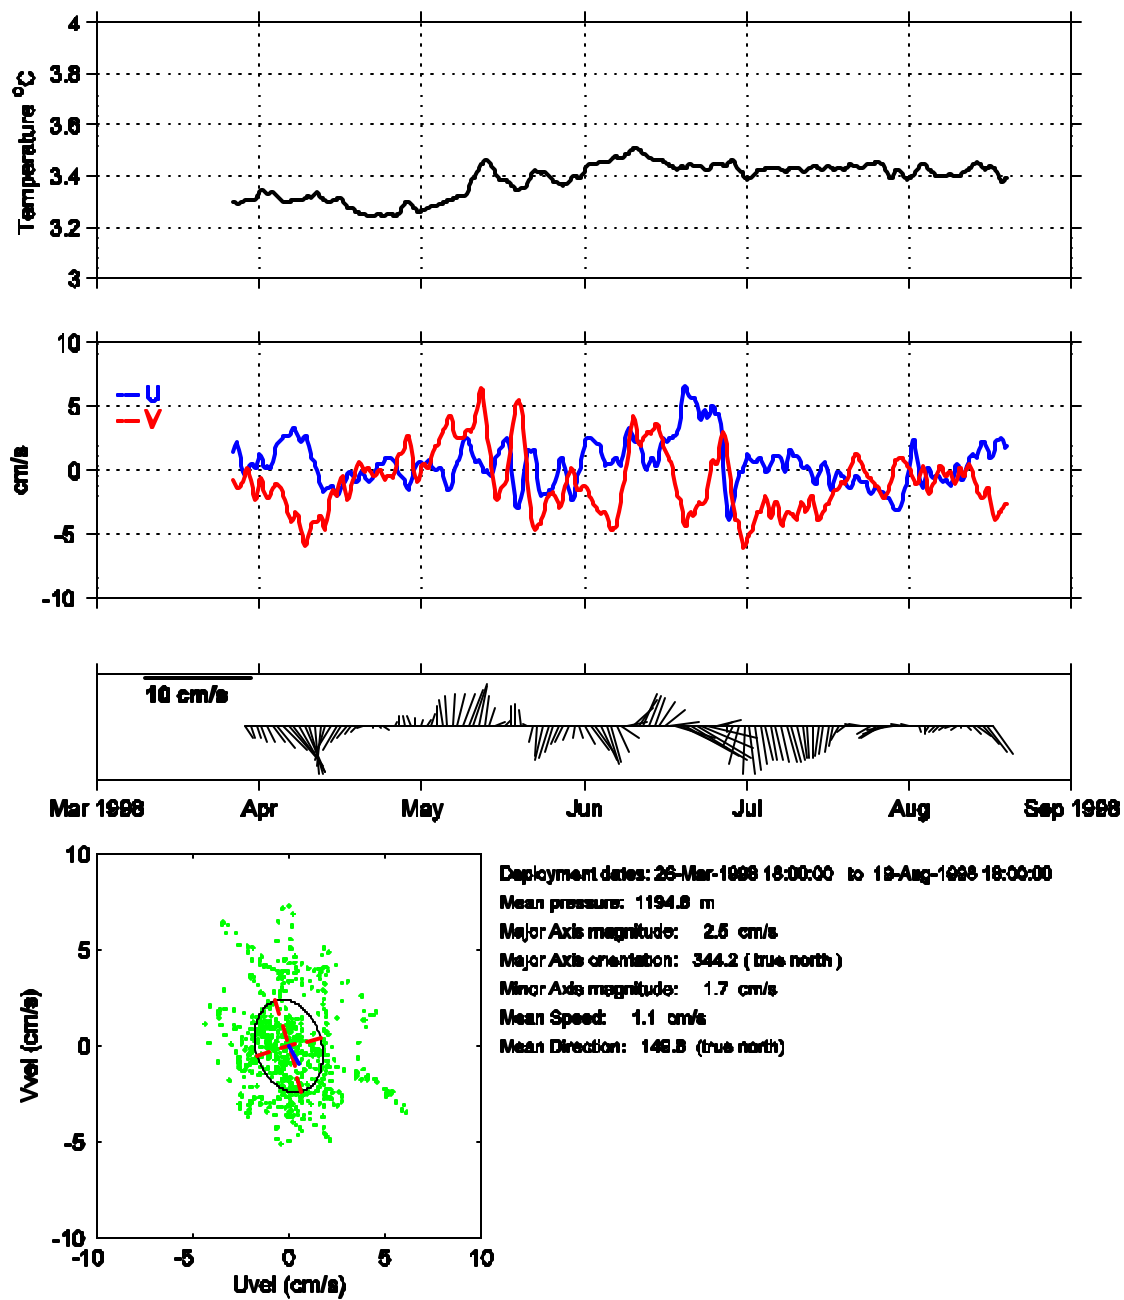 4
3.8
3.6
3.4
3.2
3
Temperature °C
10
5
0
-5
-10
cm/s
U
V
10 cm/s
Mar 1998 Apr May Jun Jul Aug Sep 1998
10
5
0
-5
-10
Vvel (cm/s)
-10 -5 0 5 10
Uvel (cm/s)
Deployment dates: 26-Mar-1998 18:00:00 to 19-Aug-1998 18:00:00
Mean pressure: 1194.8 m
Major Axis magnitude: 2.5 cm/s
Major Axis orientation: 344.2 ( true north )
Minor Axis magnitude: 1.7 cm/s
Mean Speed: 1.1 cm/s
Mean Direction: (true north)